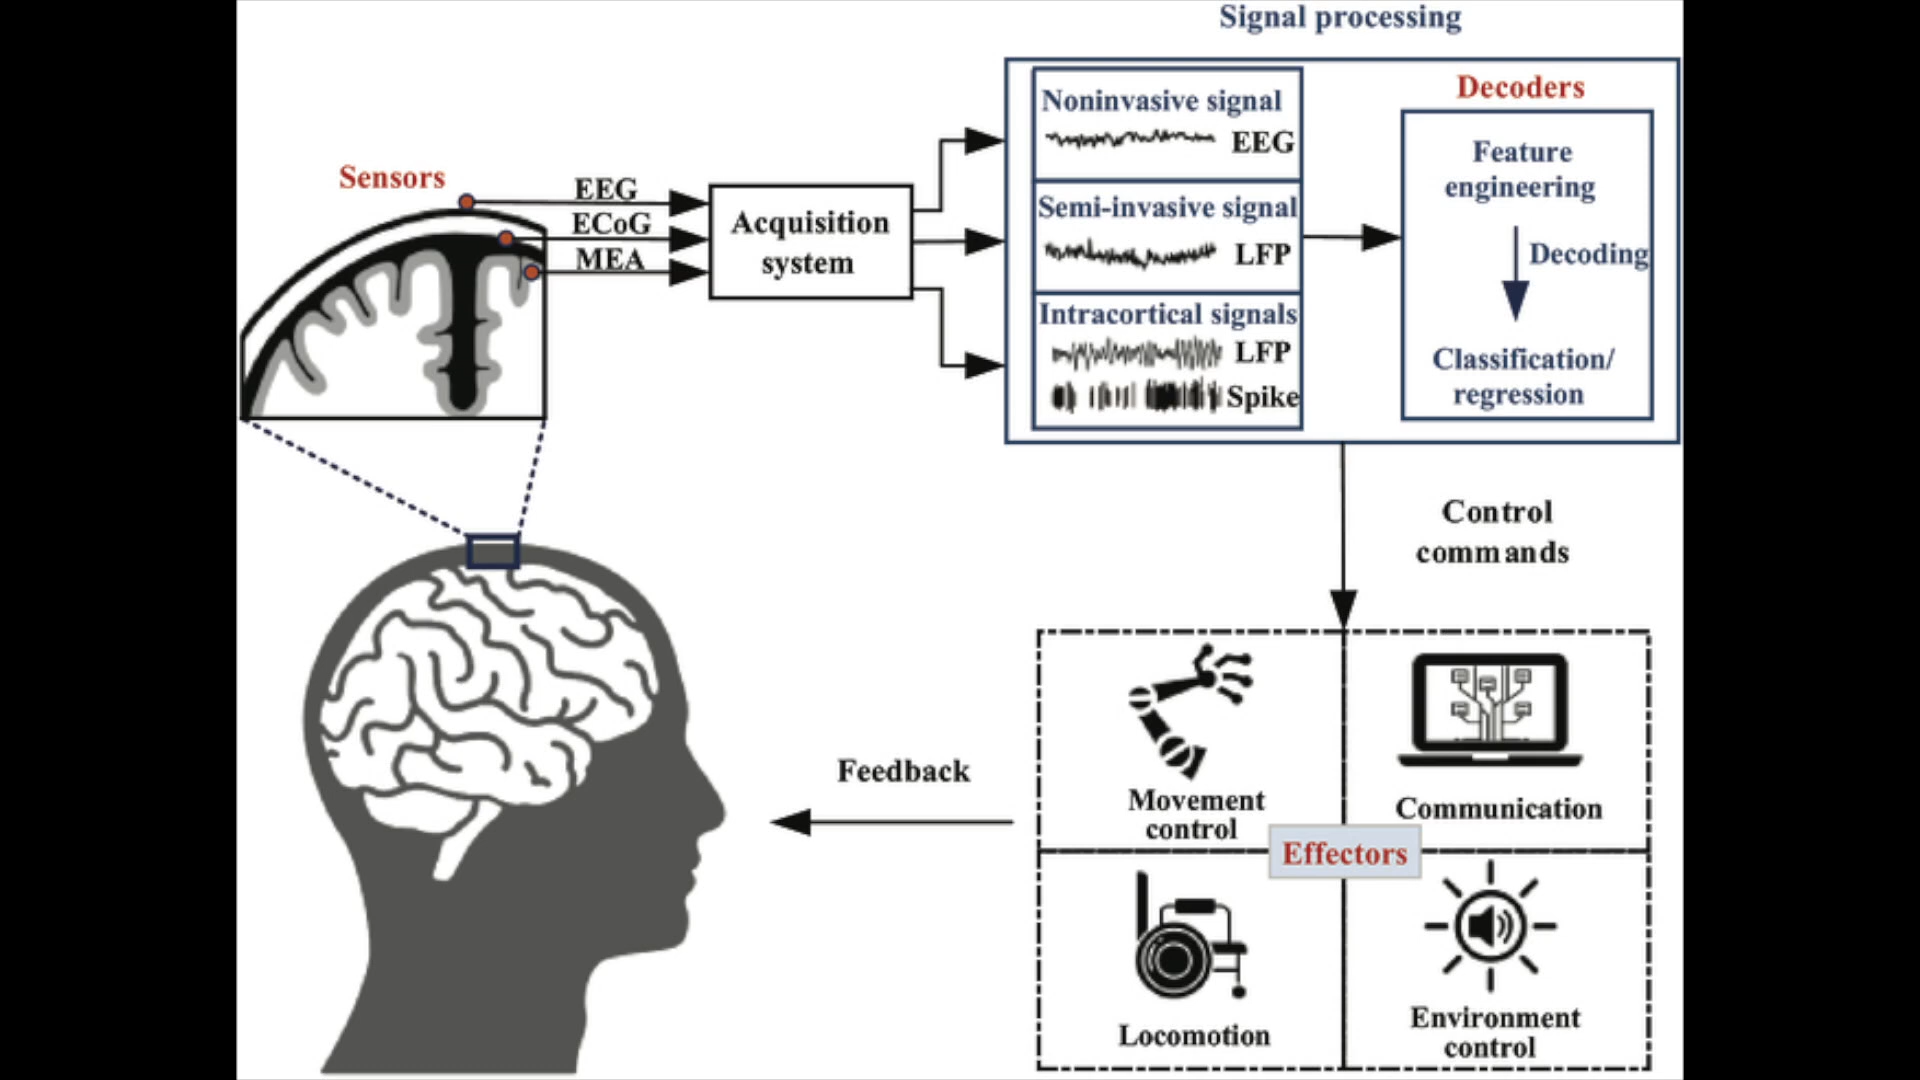 Signal processing
Sensors
EEG
ECoG
MEA
Acquisition
system
Noninvasive signal
EEG
Semi-invasive signal
LFP
Intracortical signals
LFP
Spike
Decoders
Feature
engineering
Decoding
Classification/
regression
Control
commands
Feedback
Movement
control
Communication
Effectors
Locomotion
Environment
control